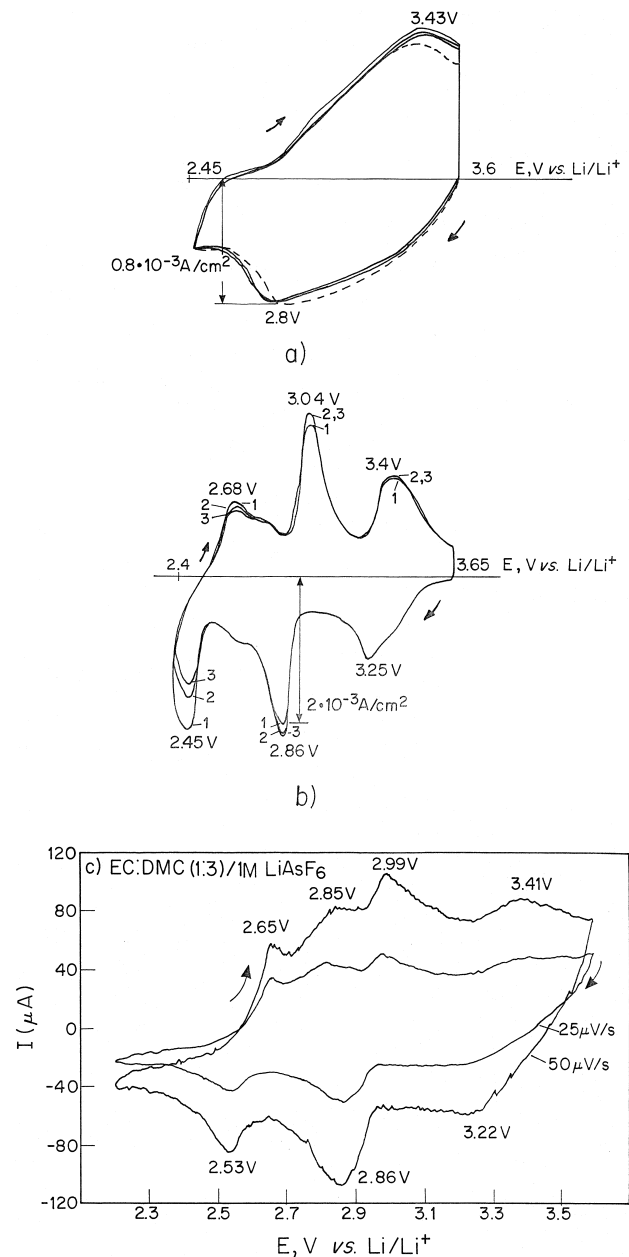 3.43V
2.45
3.6 E,V vs. Li/Li⁺
0.8•10⁻³A/cm²
2.8V
a)
3.04V
2,3
1
3.4V
2,3
1
2.68V
2
1
3
2.4
3.65 E,V vs. Li/Li⁺
3
2
1
2.45V
3.25V
2•10⁻³A/cm²
1
2
3
2.86V
b)
120
c) EC:DMC (1:3)/1M LiAsF₆
2.99V
2.85V
3.41V
80
2.65V
40
I (μA)
0
25μV/s
50μV/s
-40
3.22V
-80
2.53V
2.86V
-120
2.3 2.5 2.7 2.9 3.1 3.3 3.5
E,V vs. Li/Li⁺